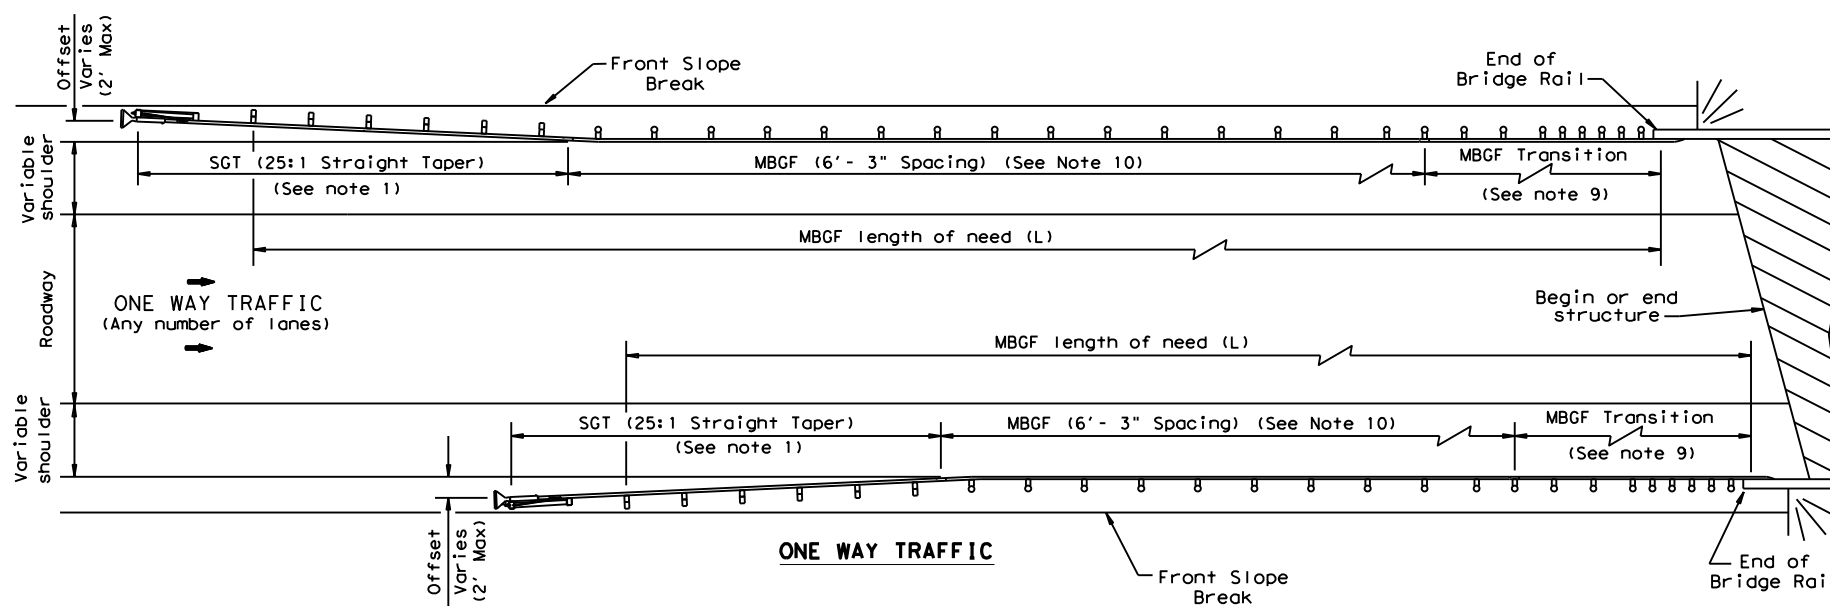 Offset
Varies
(2' Max)
Front Slope
Break
End of
Bridge Rail
Variable
shoulder
SGT (25:1 Straight Taper)
(See note 1)
MBGF (6'- 3" Spacing) (See Note 10)
MBGF Transition
(See note 9)
MBGF length of need (L)
Roadway
ONE WAY TRAFFIC
(Any number of lanes)
Begin or end
structure
MBGF length of need (L)
Variable
shoulder
SGT (25:1 Straight Taper)
(See note 1)
MBGF (6'- 3" Spacing) (See Note 10)
MBGF Transition
(See note 9)
Offset
Varies
(2' Max)
ONE WAY TRAFFIC
Front Slope
Break
End of
Bridge Rai